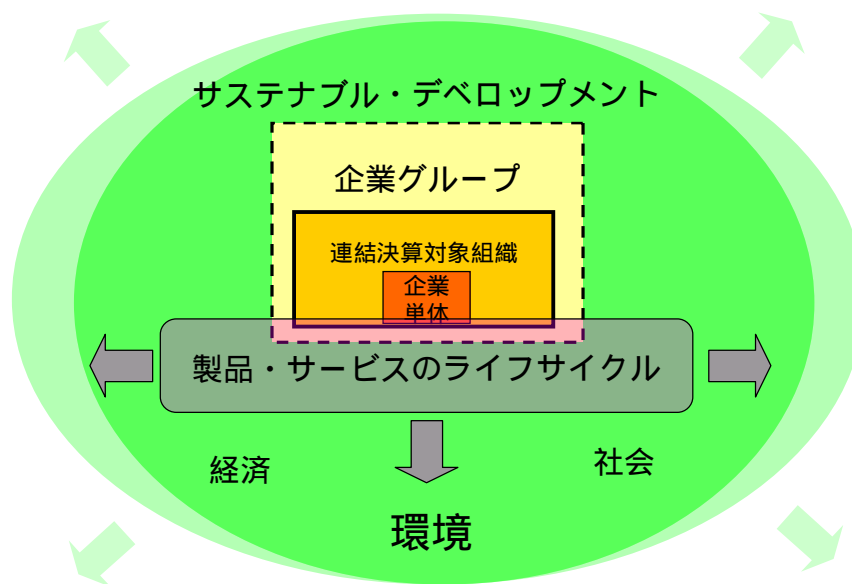 サステナブル・デベロップメント
企業グループ
連結決算対象組織
企業
単体
製品・サービスのライフサイクル
経済
社会
環境